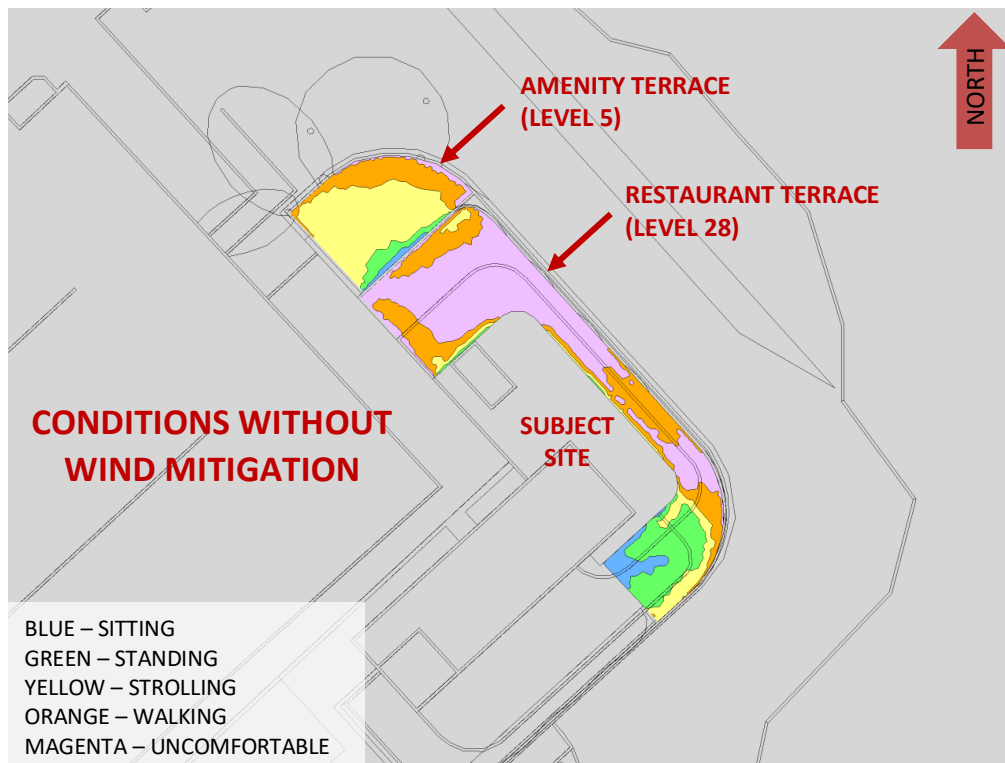 AMENITY TERRACE
(LEVEL 5)
NORTH
RESTAURANT TERRACE
(LEVEL 28)
CONDITIONS WITHOUT
WIND MITIGATION
SUBJECT
SITE
BLUE – SITTING
GREEN – STANDING
YELLOW – STROLLING
ORANGE – WALKING
MAGENTA – UNCOMFORTABLE